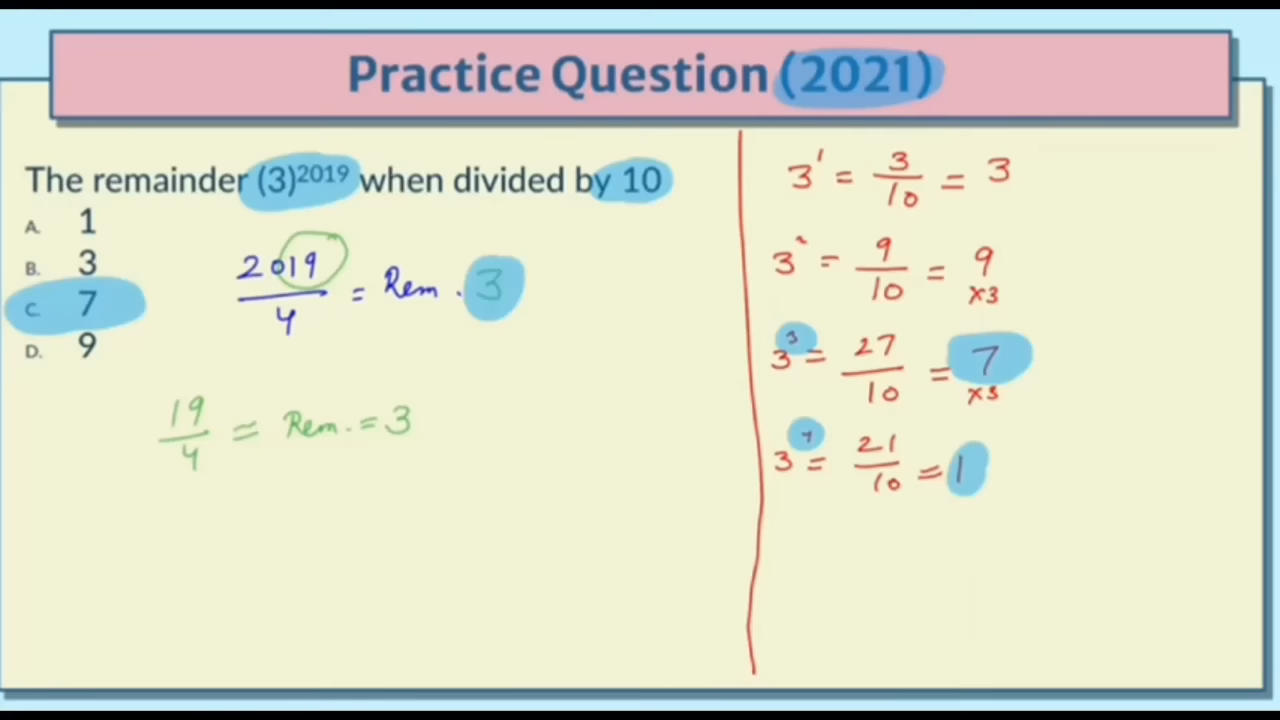 Practice Question (2021)
The remainder (3)²⁰¹⁹ when divided by 10
A. 1
B. 3
C. 7
D. 9
2019/4 = Rem. 3
19/4 = Rem. = 3
3¹ = 3/10 = 3
3² = 9/10 = 9
x3
3³ = 27/10 = 7
x3
3⁴ = 21/10 = 1